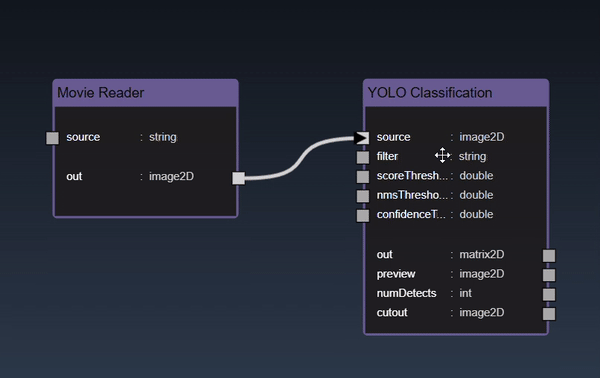 Movie Reader
source : string
out : image2D
YOLO Classification
source : image2D
filter : string
scoreThresh... : double
nmsThresho... : double
confidenceT... : double
out : matrix2D
preview : image2D
numDetects : int
cutout : image2D